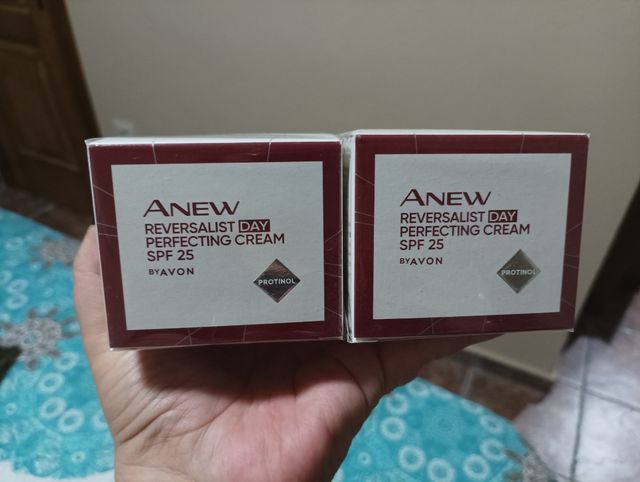 ANEW
REVERSALIST DAY
PERFECTING CREAM
SPF 25
BY AVON
PROTINOL
ANEW
REVERSALIST DAY
PERFECTING CREAM
SPF 25
BY AVON
PROTINOL